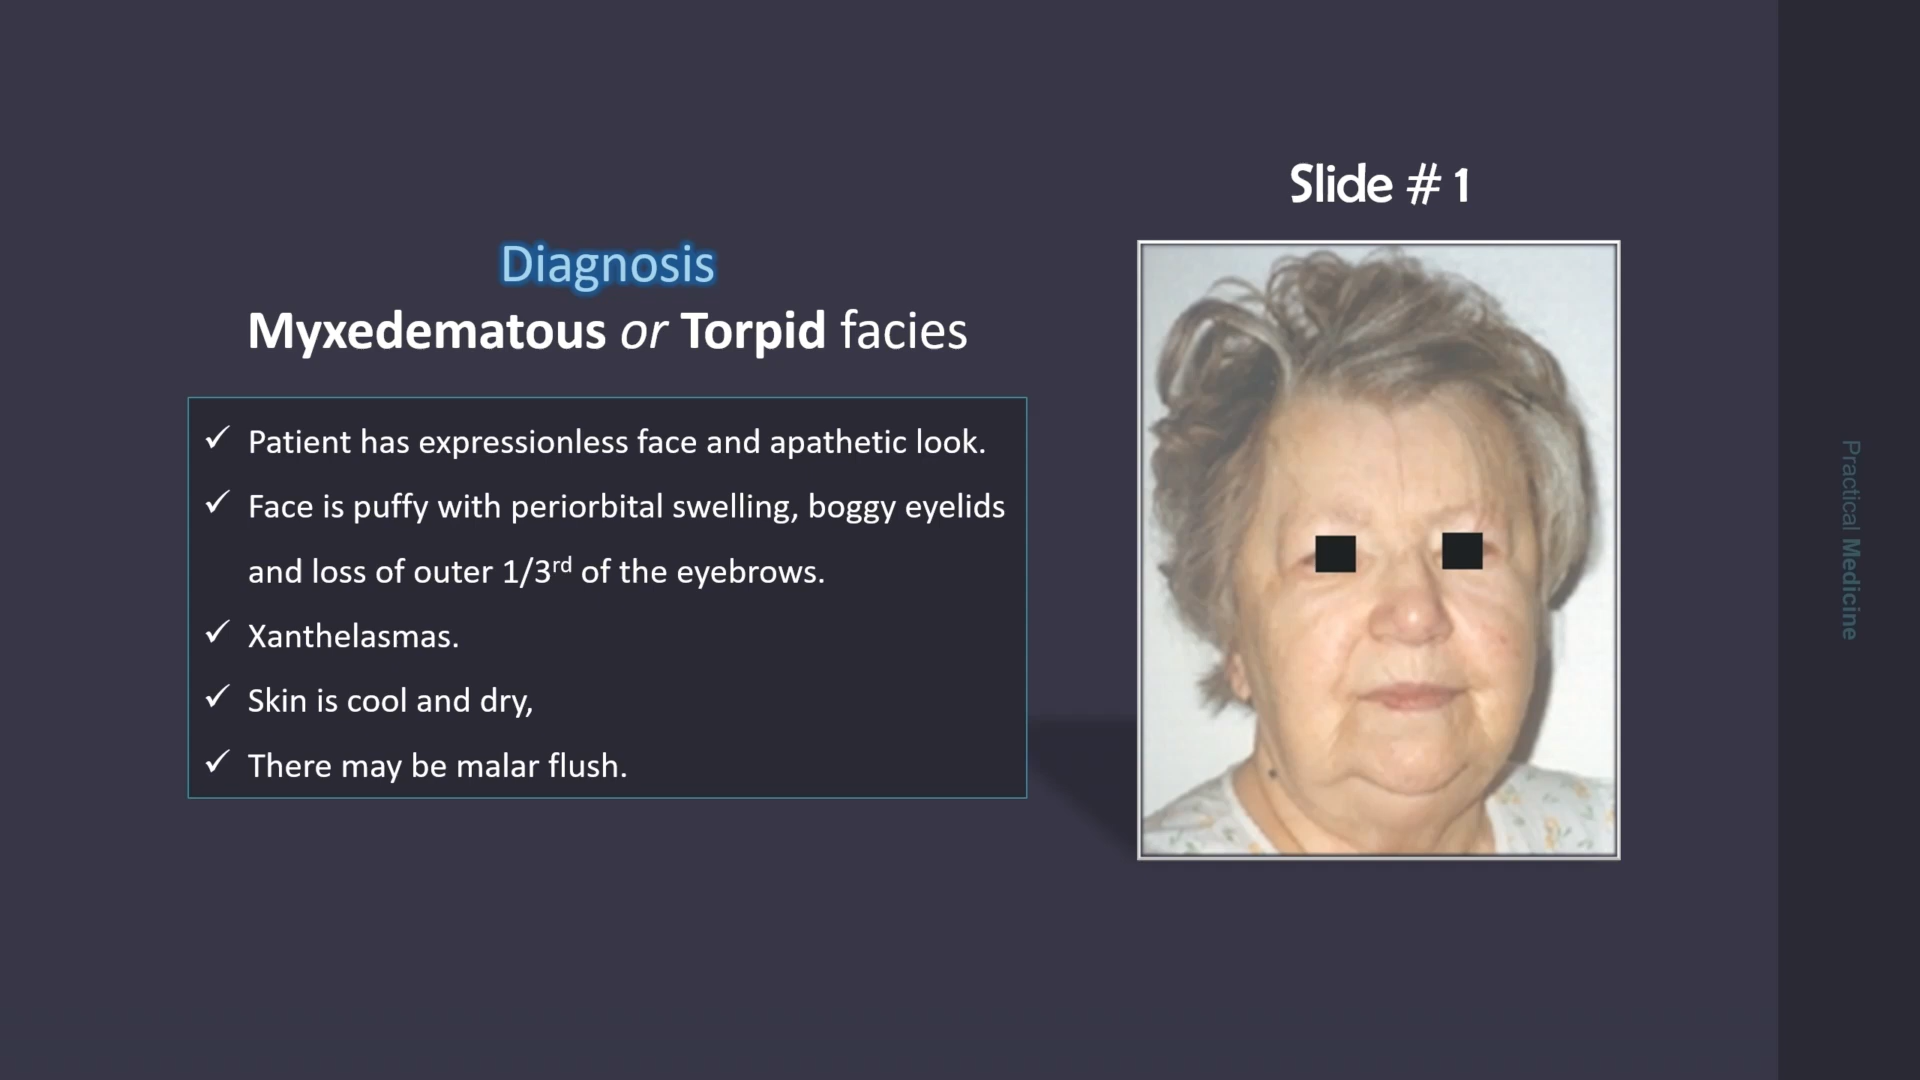 Slide # 1
Diagnosis
Myxedematous or Torpid facies
✓ Patient has expressionless face and apathetic look.
✓ Face is puffy with periorbital swelling, boggy eyelids
and loss of outer 1/3rd of the eyebrows.
✓ Xanthelasmas.
✓ Skin is cool and dry,
✓ There may be malar flush.
Practical Medicine